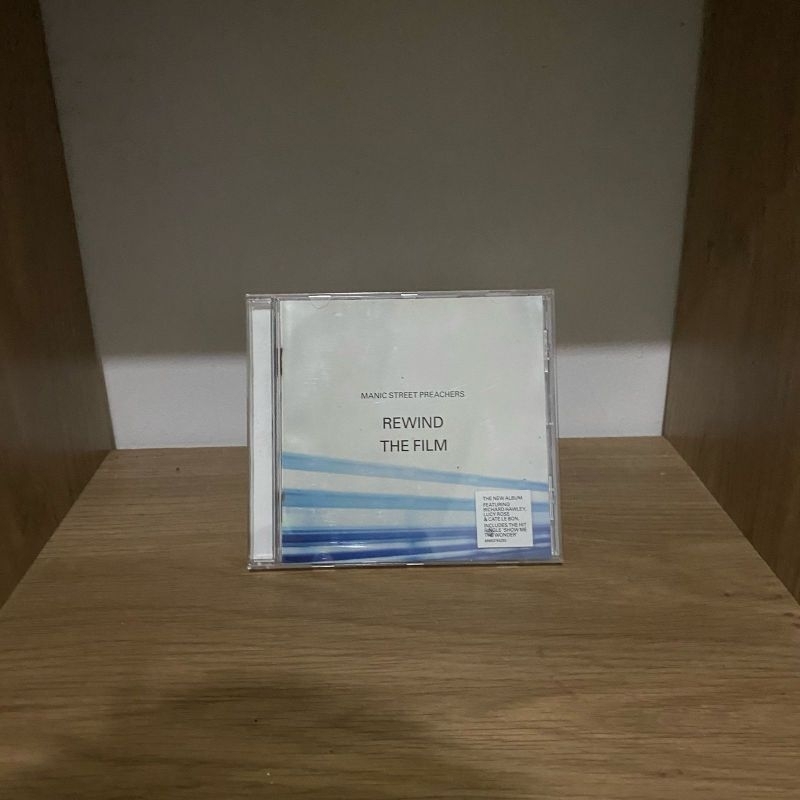 MANIC STREET PREACHERS
REWIND
THE FILM
THE NEW ALBUM
FEATURING
RICHARD HAWLEY,
LUCY ROSE
& CATE LE BON.
INCLUDES THE HIT
SINGLE 'SHOW ME
THE WONDER'